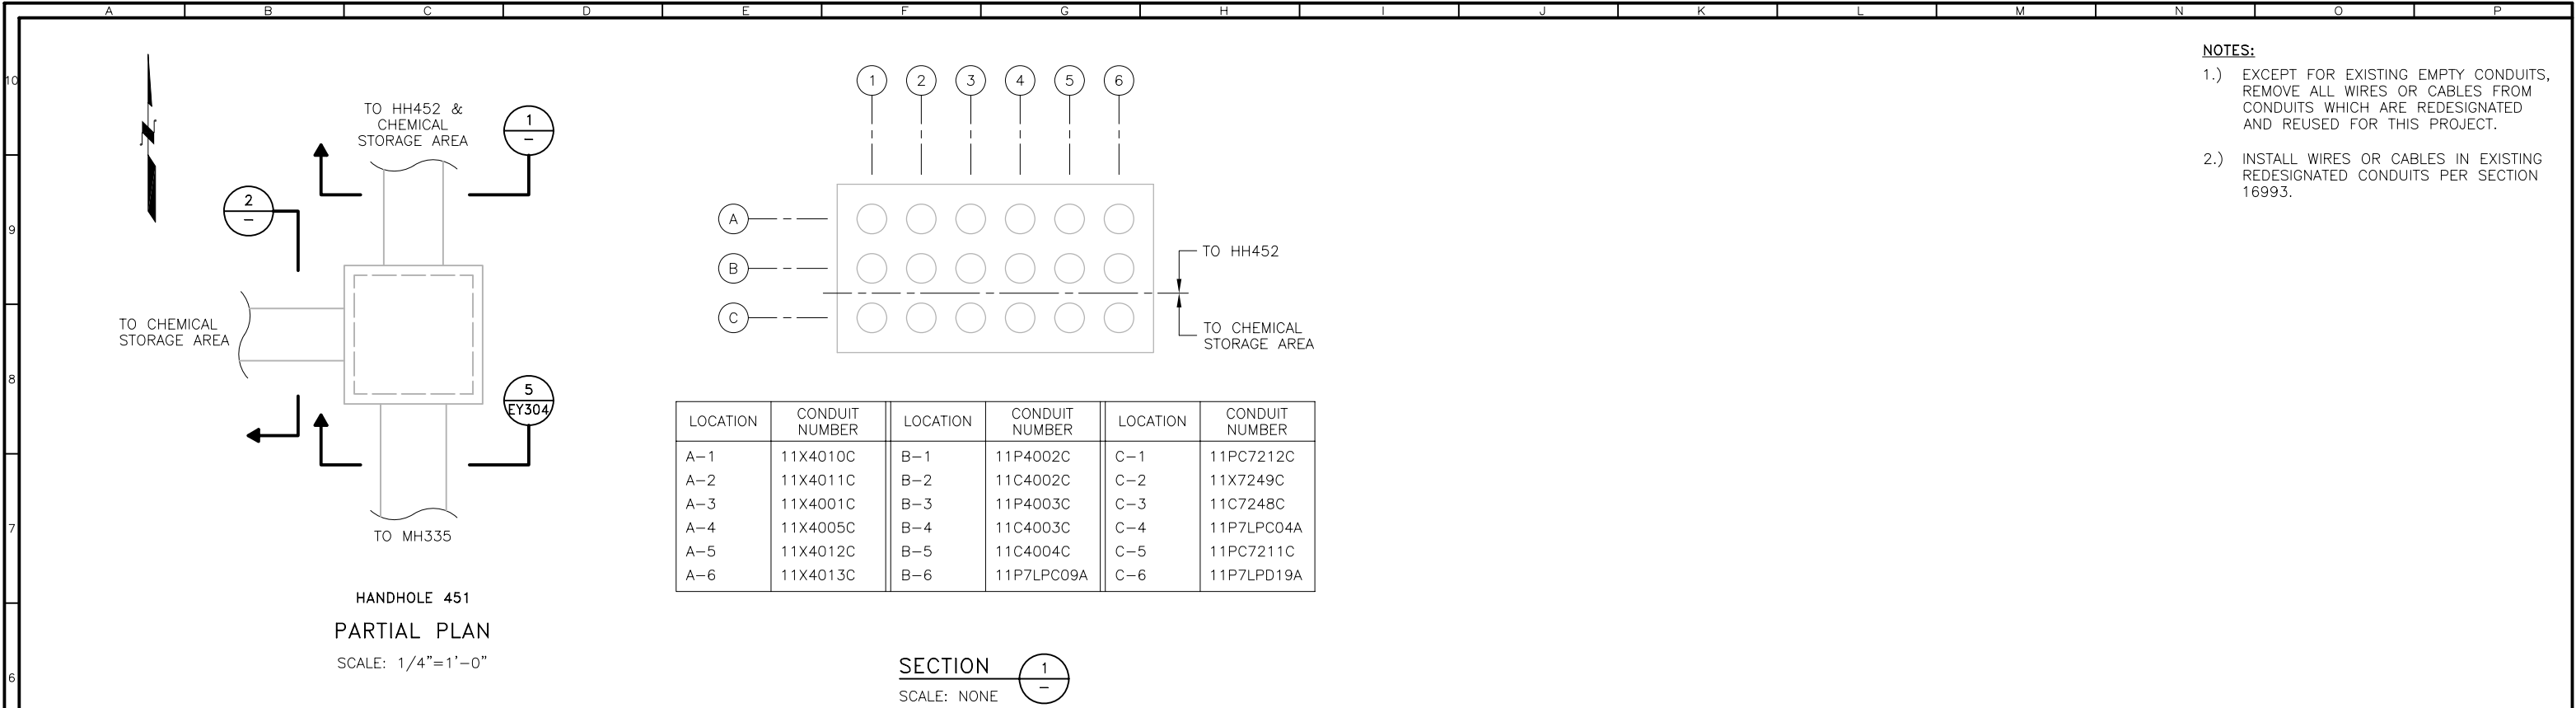 A B C D E F G H I J K L M N O P
10
9
8
7
6
N
TO HH452 &
CHEMICAL
STORAGE AREA
1
–
2
–
TO CHEMICAL
STORAGE AREA
5
EY304
TO MH335
HANDHOLE 451
PARTIAL PLAN
SCALE: 1/4"=1'-0"
1 2 3 4 5 6
A
B
C
TO HH452
TO CHEMICAL
STORAGE AREA
LOCATION CONDUIT NUMBER LOCATION CONDUIT NUMBER LOCATION CONDUIT NUMBER
A-1 11X4010C B-1 11P4002C C-1 11PC7212C
A-2 11X4011C B-2 11C4002C C-2 11X7249C
A-3 11X4001C B-3 11P4003C C-3 11C7248C
A-4 11X4005C B-4 11C4003C C-4 11P7LPC04A
A-5 11X4012C B-5 11C4004C C-5 11PC7211C
A-6 11X4013C B-6 11P7LPC09A C-6 11P7LPD19A
SECTION
1
–
SCALE: NONE
NOTES:
1.) EXCEPT FOR EXISTING EMPTY CONDUITS,
REMOVE ALL WIRES OR CABLES FROM
CONDUITS WHICH ARE REDESIGNATED
AND REUSED FOR THIS PROJECT.
2.) INSTALL WIRES OR CABLES IN EXISTING
REDESIGNATED CONDUITS PER SECTION
16993.